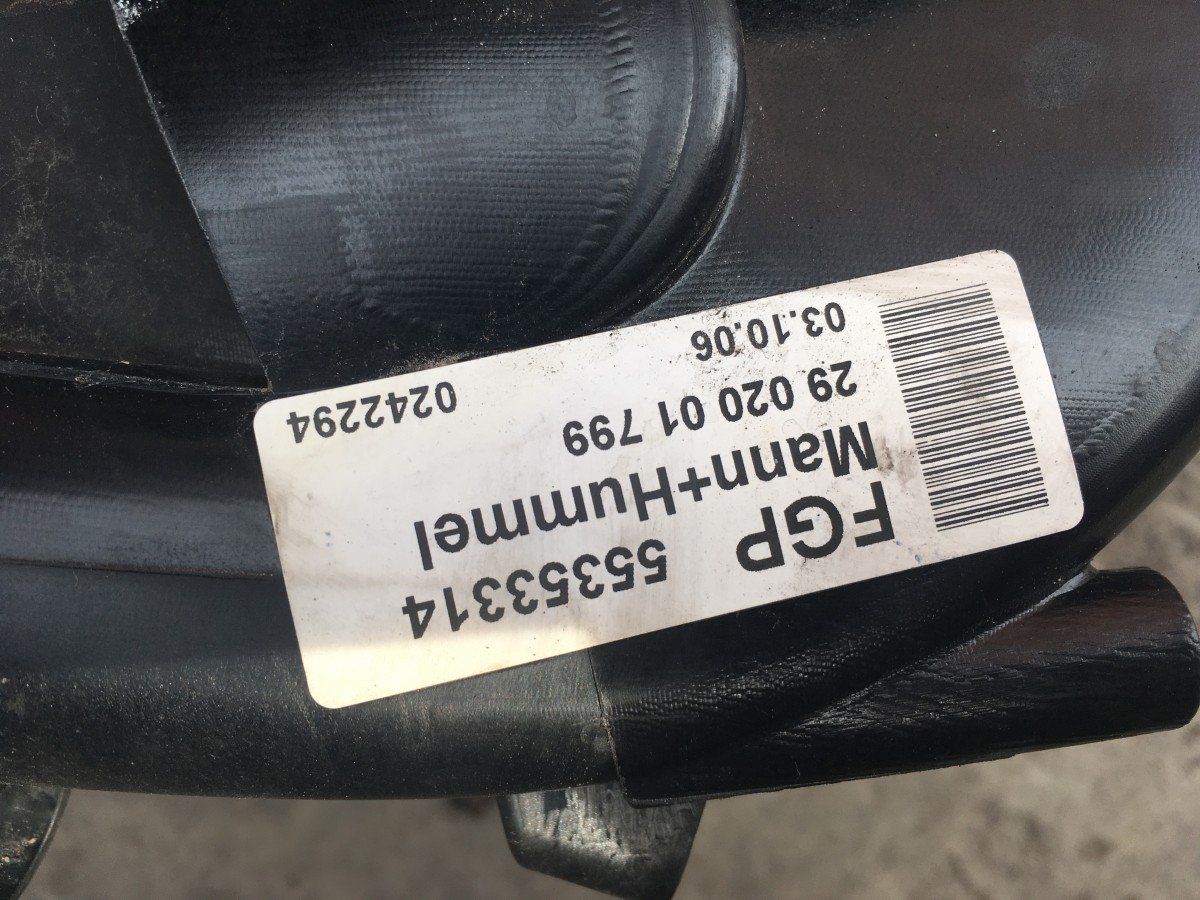 FGP 55353314
Mann+Hummel
29 020 01 799
03.10.06 0242294